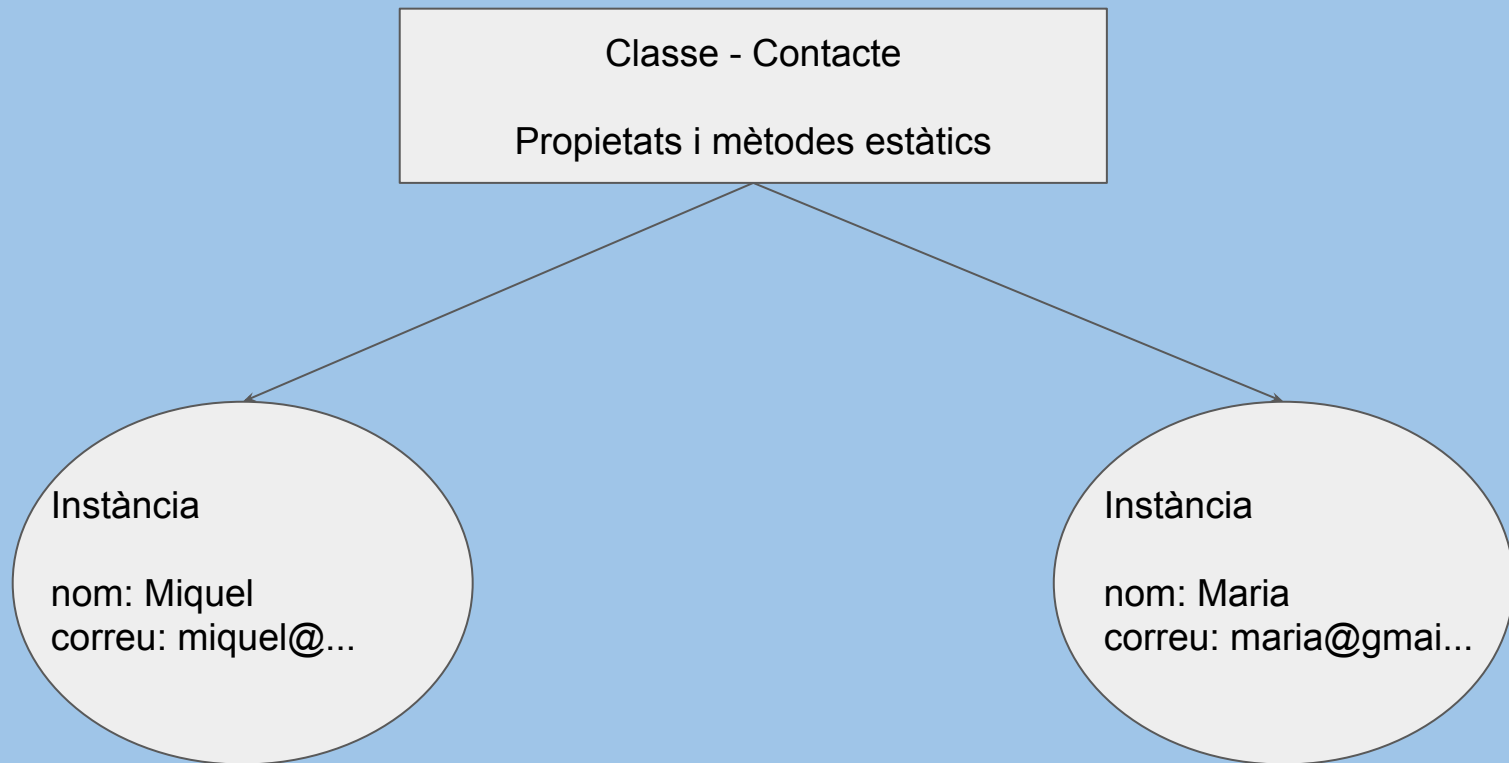 Classe - Contacte
Propietats i mètodes estàtics
Instància
nom: Miquel
correu: miquel@...
Instància
nom: Maria
correu: maria@gmai...